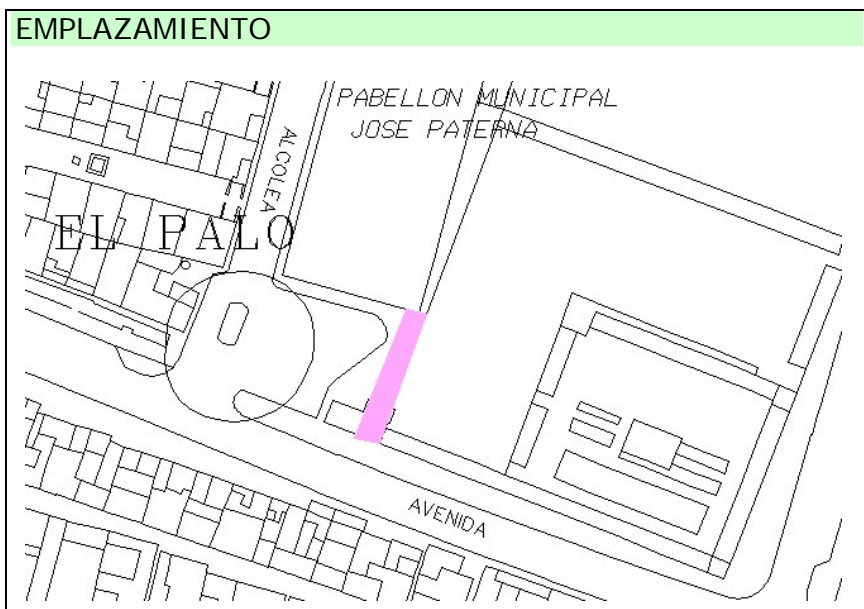 EMPLAZAMIENTO
PABELLON MUNICIPAL
JOSE PATERNA
ALCOLEA
EL PALO
AVENIDA